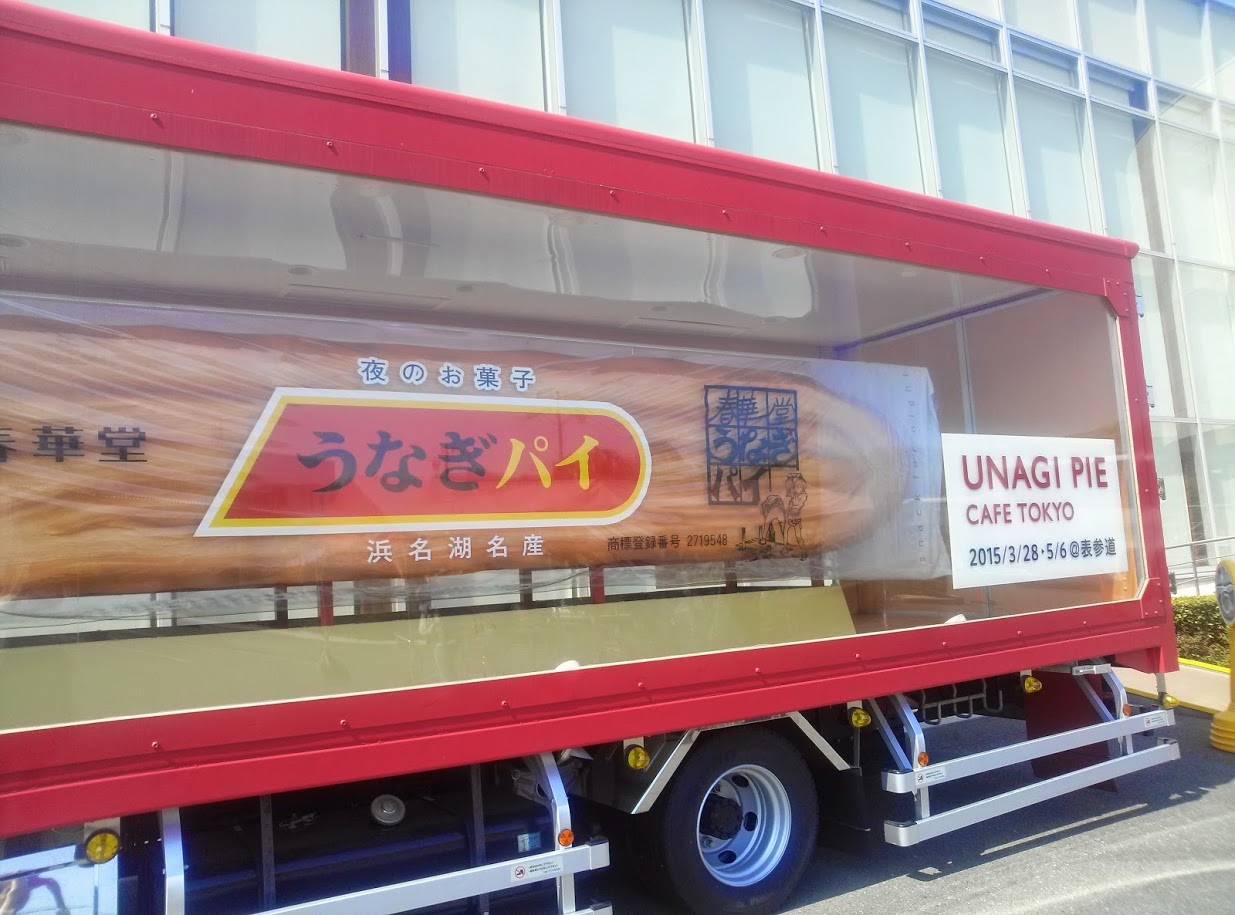 夜のお菓子
春華堂
うなぎパイ
浜名湖名産
春華堂
うなぎ
パイ
商標登録番号 2719548
UNAGI PIE
CAFE TOKYO
2015/3/28・5/6@表参道